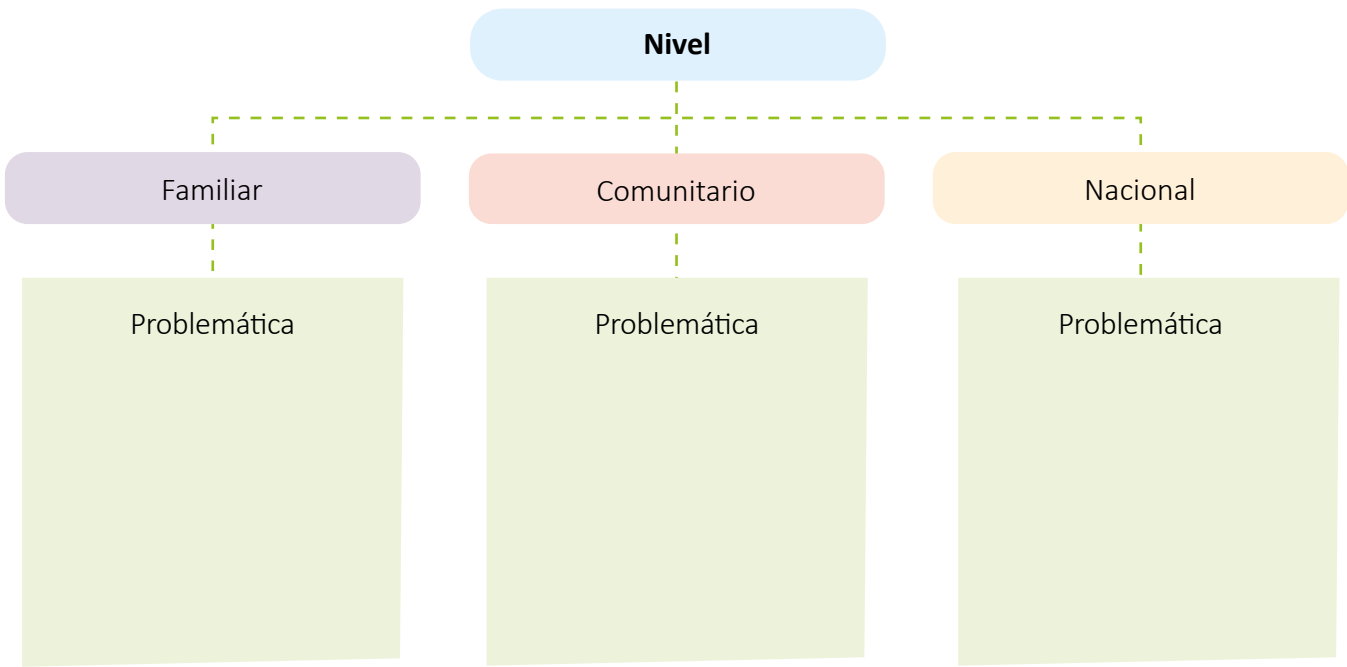 Nivel
Familiar
Comunitario
Nacional
Problemática
Problemática
Problemática